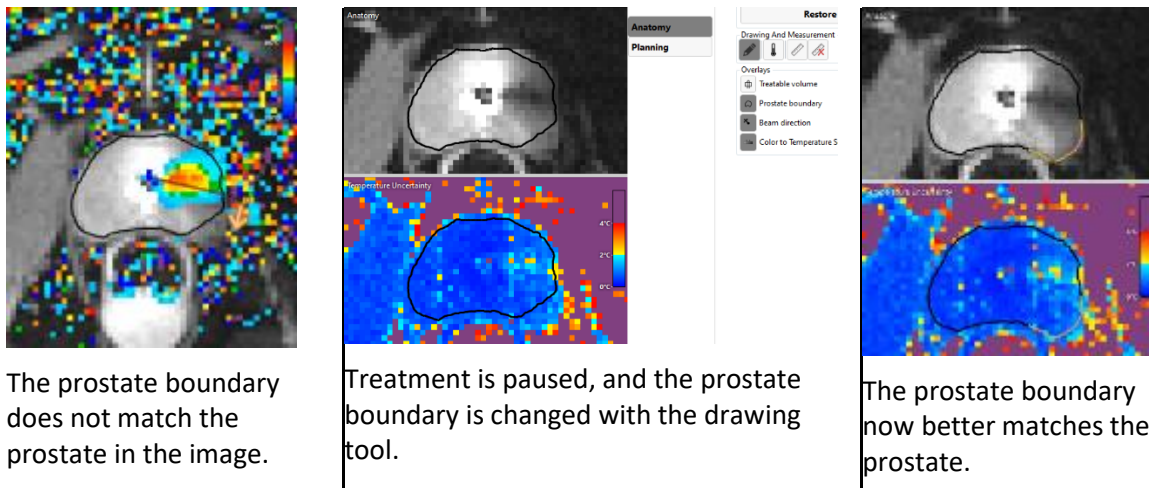 Anatomy
Temperature Uncertainty
4°C
2°C
0°C
Anatomy
Planning
Restore
Drawing And Measurement
Overlays
Treatable volume
Prostate boundary
Beam direction
Color to Temperature S
The prostate boundary
does not match the
prostate in the image.
Treatment is paused, and the prostate
boundary is changed with the drawing
tool.
The prostate boundary
now better matches the
prostate.